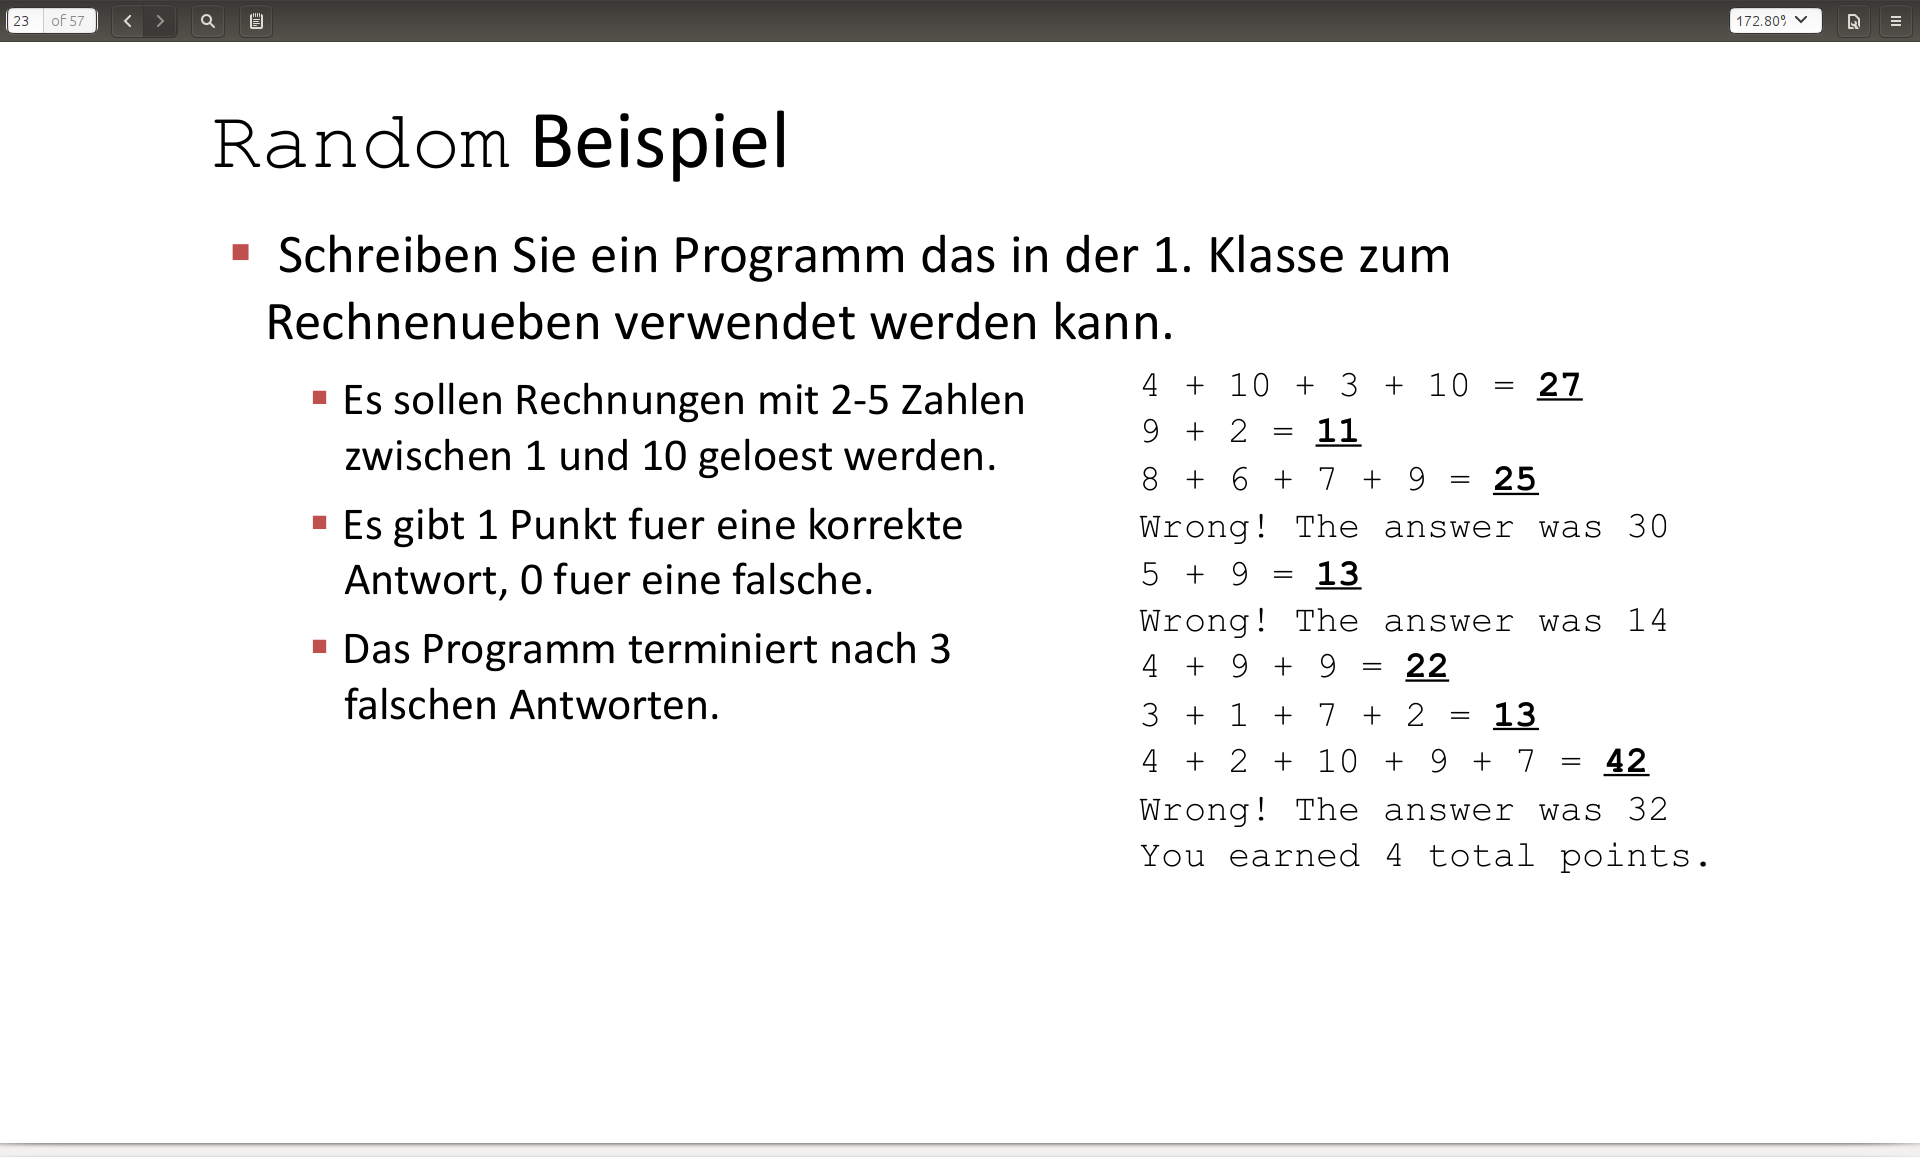 23 of 57
172.80%
Random Beispiel
Schreiben Sie ein Programm das in der 1. Klasse zum
Rechnenueben verwendet werden kann.
Es sollen Rechnungen mit 2-5 Zahlen
zwischen 1 und 10 geloest werden.
Es gibt 1 Punkt fuer eine korrekte
Antwort, 0 fuer eine falsche.
Das Programm terminiert nach 3
falschen Antworten.
4 + 10 + 3 + 10 = 27
9 + 2 = 11
8 + 6 + 7 + 9 = 25
Wrong! The answer was 30
5 + 9 = 13
Wrong! The answer was 14
4 + 9 + 9 = 22
3 + 1 + 7 + 2 = 13
4 + 2 + 10 + 9 + 7 = 42
Wrong! The answer was 32
You earned 4 total points.